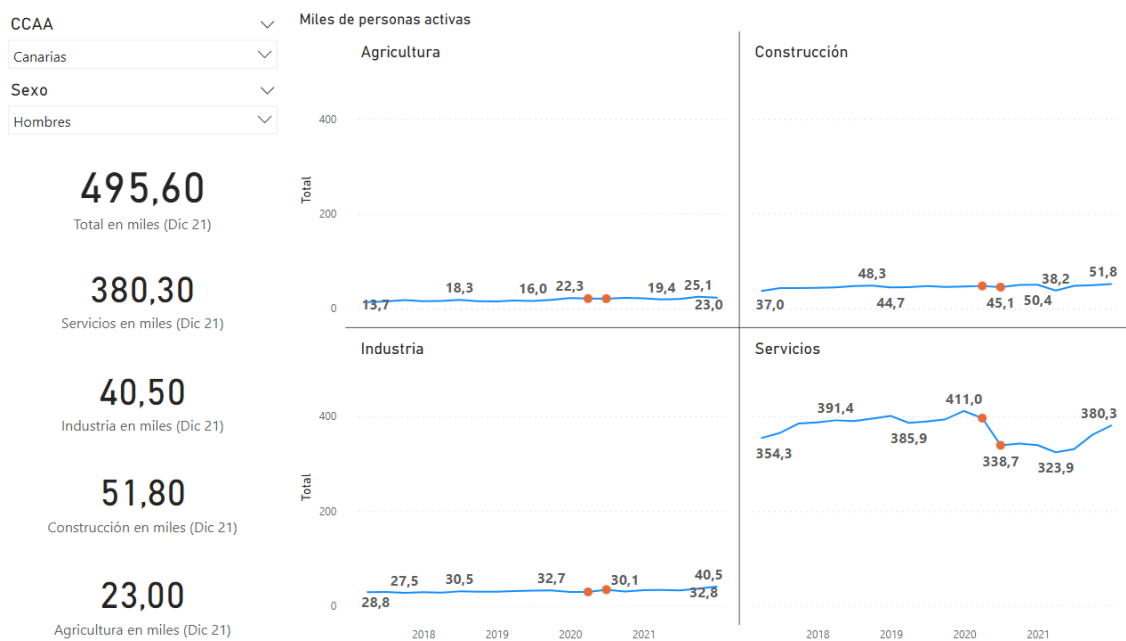 CCAA
Canarias
Sexo
Hombres
495,60
Total en miles (Dic 21)
380,30
Servicios en miles (Dic 21)
40,50
Industria en miles (Dic 21)
51,80
Construcción en miles (Dic 21)
23,00
Agricultura en miles (Dic 21)
Miles de personas activas
Agricultura
Total
400
200
0
13,7
18,3
16,0
22,3
19,4
25,1
23,0
Construcción
37,0
48,3
44,7
45,1
50,4
38,2
51,8
Industria
Total
400
200
0
28,8
27,5
30,5
32,7
30,1
40,5
32,8
2018 2019 2020 2021
Servicios
354,3
391,4
385,9
411,0
338,7
323,9
380,3
2018 2019 2020 2021